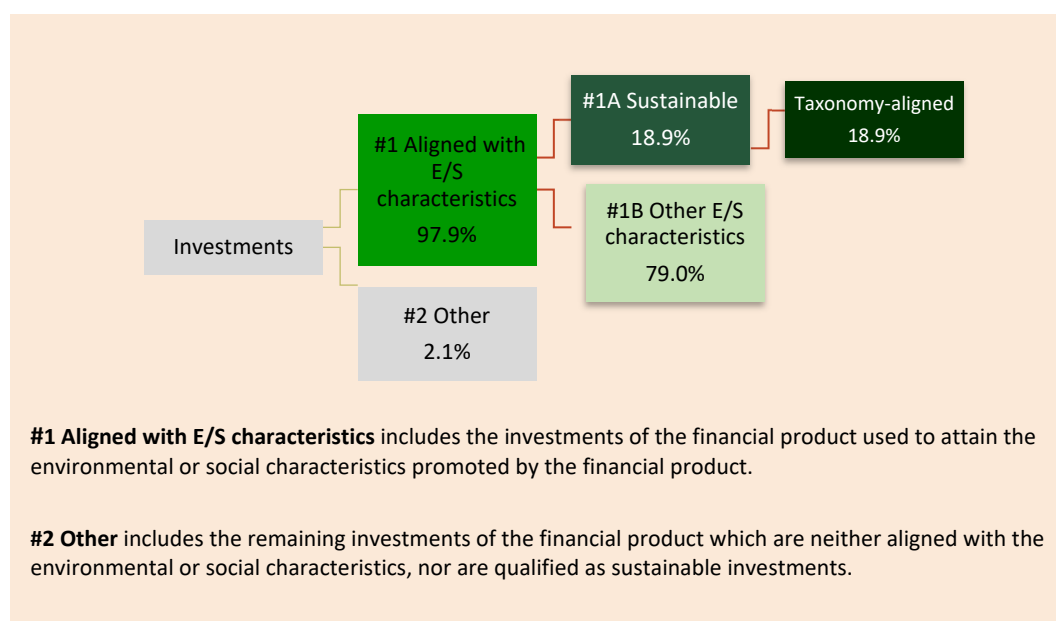 #1A Sustainable
18.9%
Taxonomy-aligned
18.9%
#1 Aligned with
E/S
characteristics
97.9%
#1B Other E/S
characteristics
79.0%
Investments
#2 Other
2.1%
#1 Aligned with E/S characteristics includes the investments of the financial product used to attain the
environmental or social characteristics promoted by the financial product.
#2 Other includes the remaining investments of the financial product which are neither aligned with the
environmental or social characteristics, nor are qualified as sustainable investments.